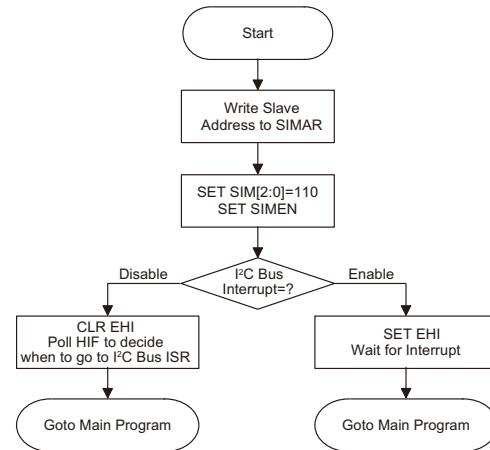 Start
Write Slave
Address to SIMAR
SET SIM[2:0]=110
SET SIMEN
I²C Bus
Interrupt=?
Disable
Enable
CLR EHI
Poll HIF to decide
when to go to I²C Bus ISR
SET EHI
Wait for Interrupt
Goto Main Program
Goto Main Program